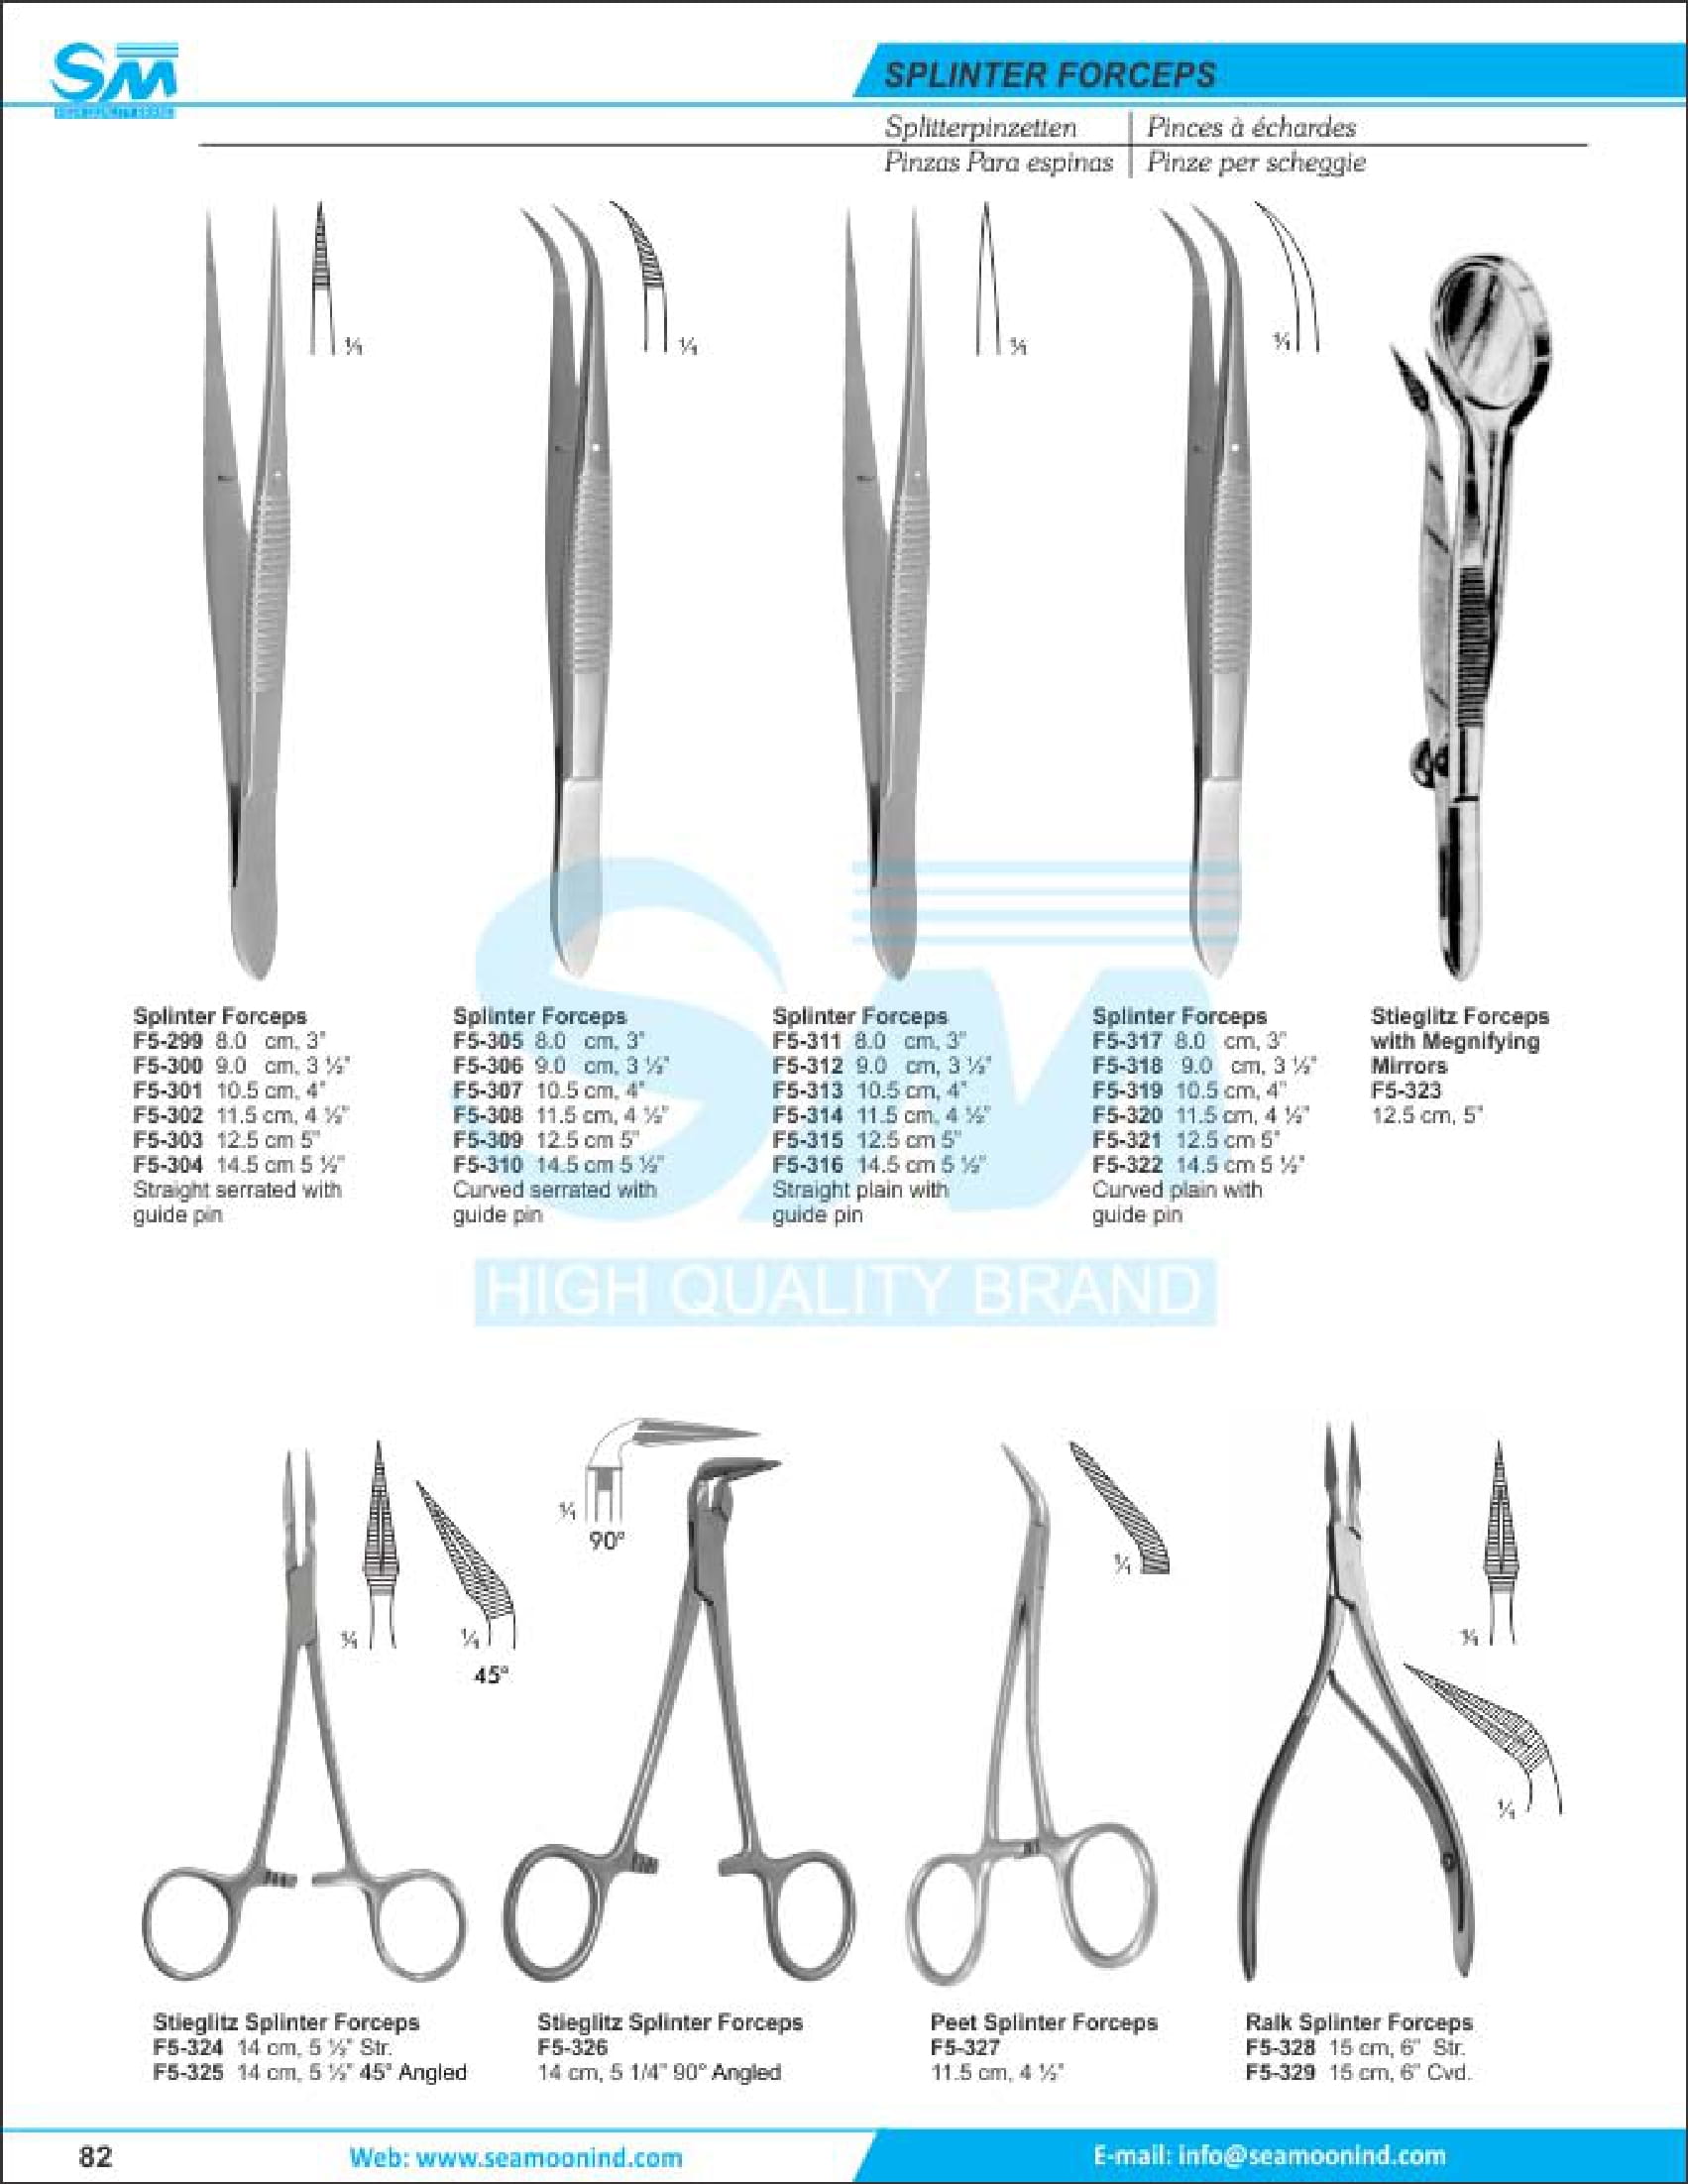 SM
SPLINTER FORCEPS
Splitterpinzetten
Pinces à échardes
Pinzas Para espinas
Pinze per scheggie
1/1
1/1
1/1
1/1
Splinter Forceps
F5-299 8.0 cm, 3"
F5-300 9.0 cm, 3 ½"
F5-301 10.5 cm, 4"
F5-302 11.5 cm, 4 ½"
F5-303 12.5 cm 5"
F5-304 14.5 cm 5 ½"
Straight serrated with
guide pin
Splinter Forceps
F5-305 8.0 cm, 3"
F5-306 9.0 cm, 3 ½"
F5-307 10.5 cm, 4"
F5-308 11.5 cm, 4 ½"
F5-309 12.5 cm 5"
F5-310 14.5 cm 5 ½"
Curved serrated with
guide pin
Splinter Forceps
F5-311 8.0 cm, 3"
F5-312 9.0 cm, 3 ½"
F5-313 10.5 cm, 4"
F5-314 11.5 cm, 4 ½"
F5-315 12.5 cm 5"
F5-316 14.5 cm 5 ½"
Straight plain with
guide pin
Splinter Forceps
F5-317 8.0 cm, 3"
F5-318 9.0 cm, 3 ½"
F5-319 10.5 cm, 4"
F5-320 11.5 cm, 4 ½"
F5-321 12.5 cm 5"
F5-322 14.5 cm 5 ½"
Curved plain with
guide pin
Stieglitz Forceps
with Megnifying
Mirrors
F5-323
12.5 cm, 5"
SM
HIGH QUALITY BRAND
1/1
1/1
45°
1/1
90°
1/1
1/1
1/1
Stieglitz Splinter Forceps
F5-324 14 cm, 5 ½" Str.
F5-325 14 cm, 5 ½" 45° Angled
Stieglitz Splinter Forceps
F5-326
14 cm, 5 1/4" 90° Angled
Peet Splinter Forceps
F5-327
11.5 cm, 4 ½"
Ralk Splinter Forceps
F5-328 15 cm, 6" Str.
F5-329 15 cm, 6" Cvd.
82
Web: www.seamoonind.com
E-mail: info@seamoonind.com